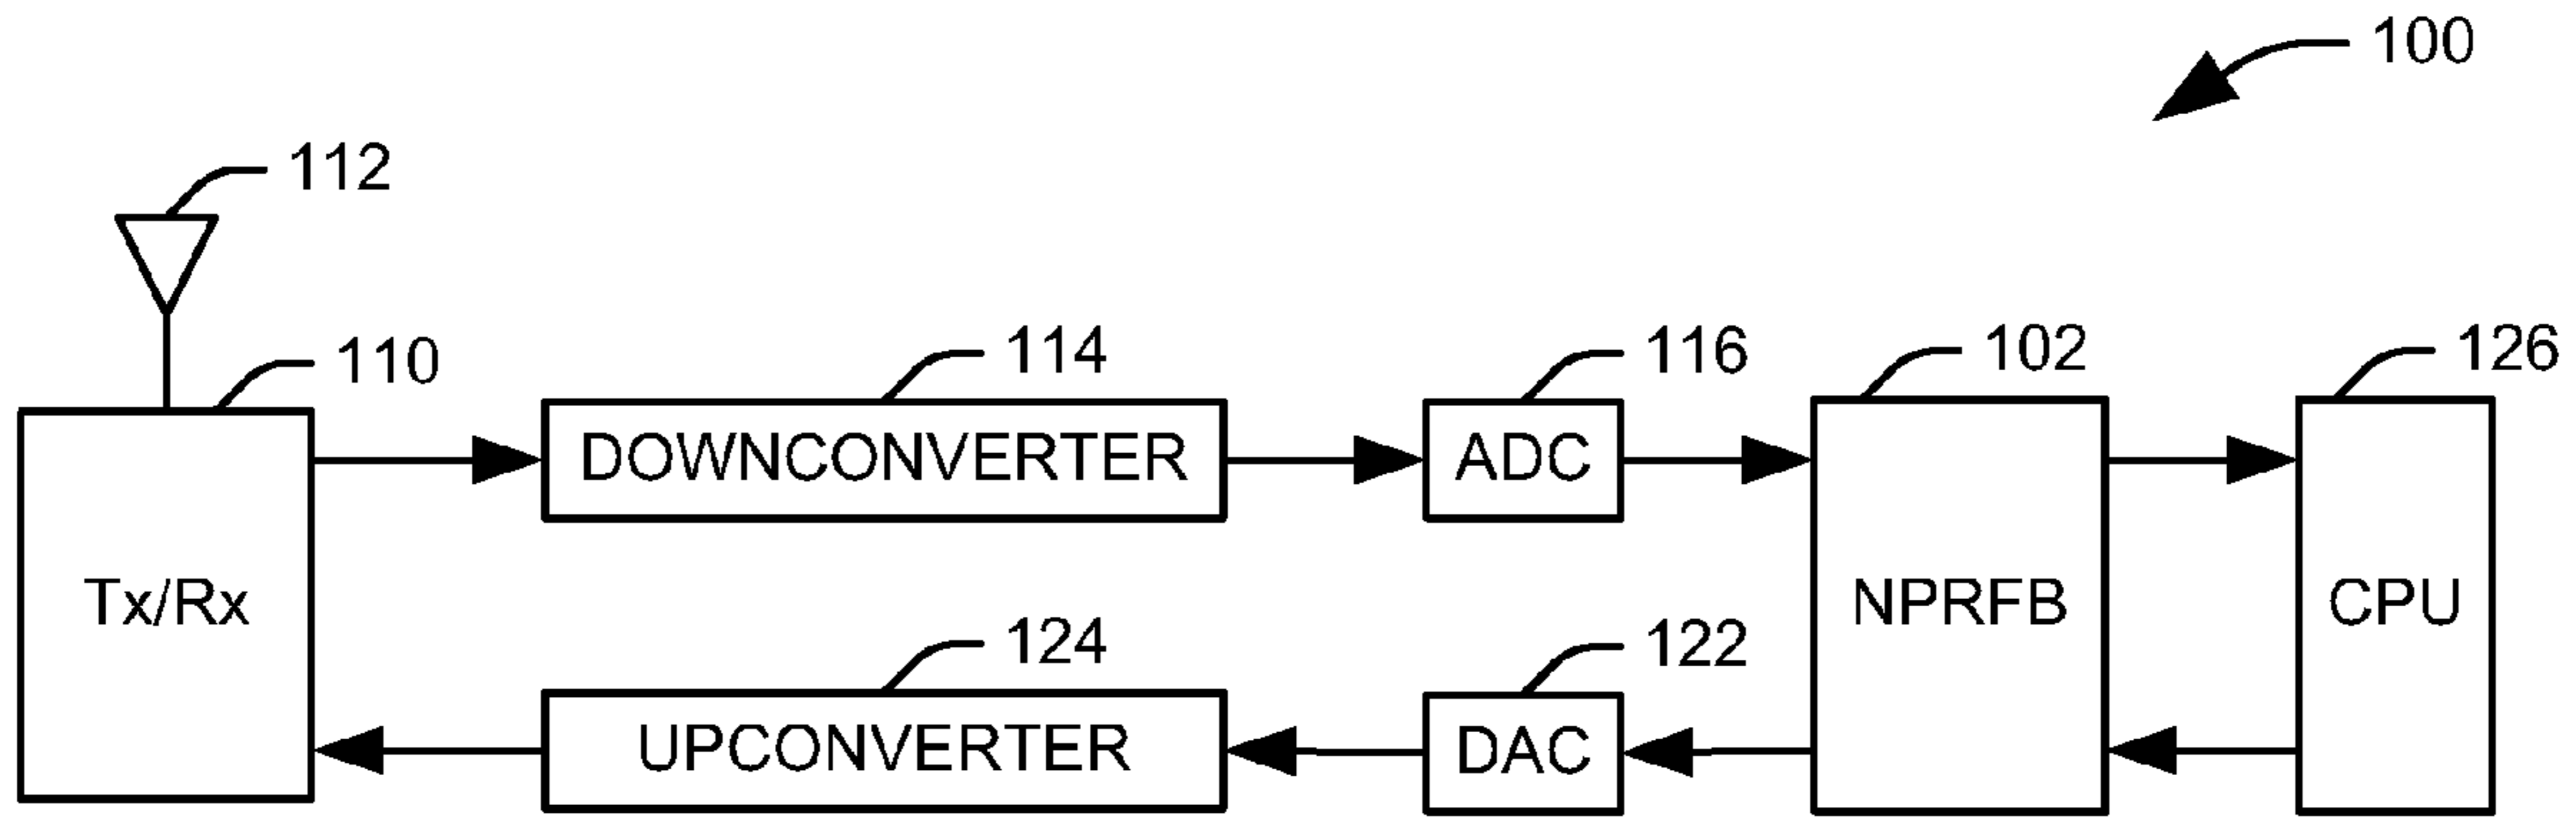 100
112
110
114
116
102
126
DOWNCONVERTER
ADC
Tx/Rx
NPRFB
CPU
124
122
UPCONVERTER
DAC